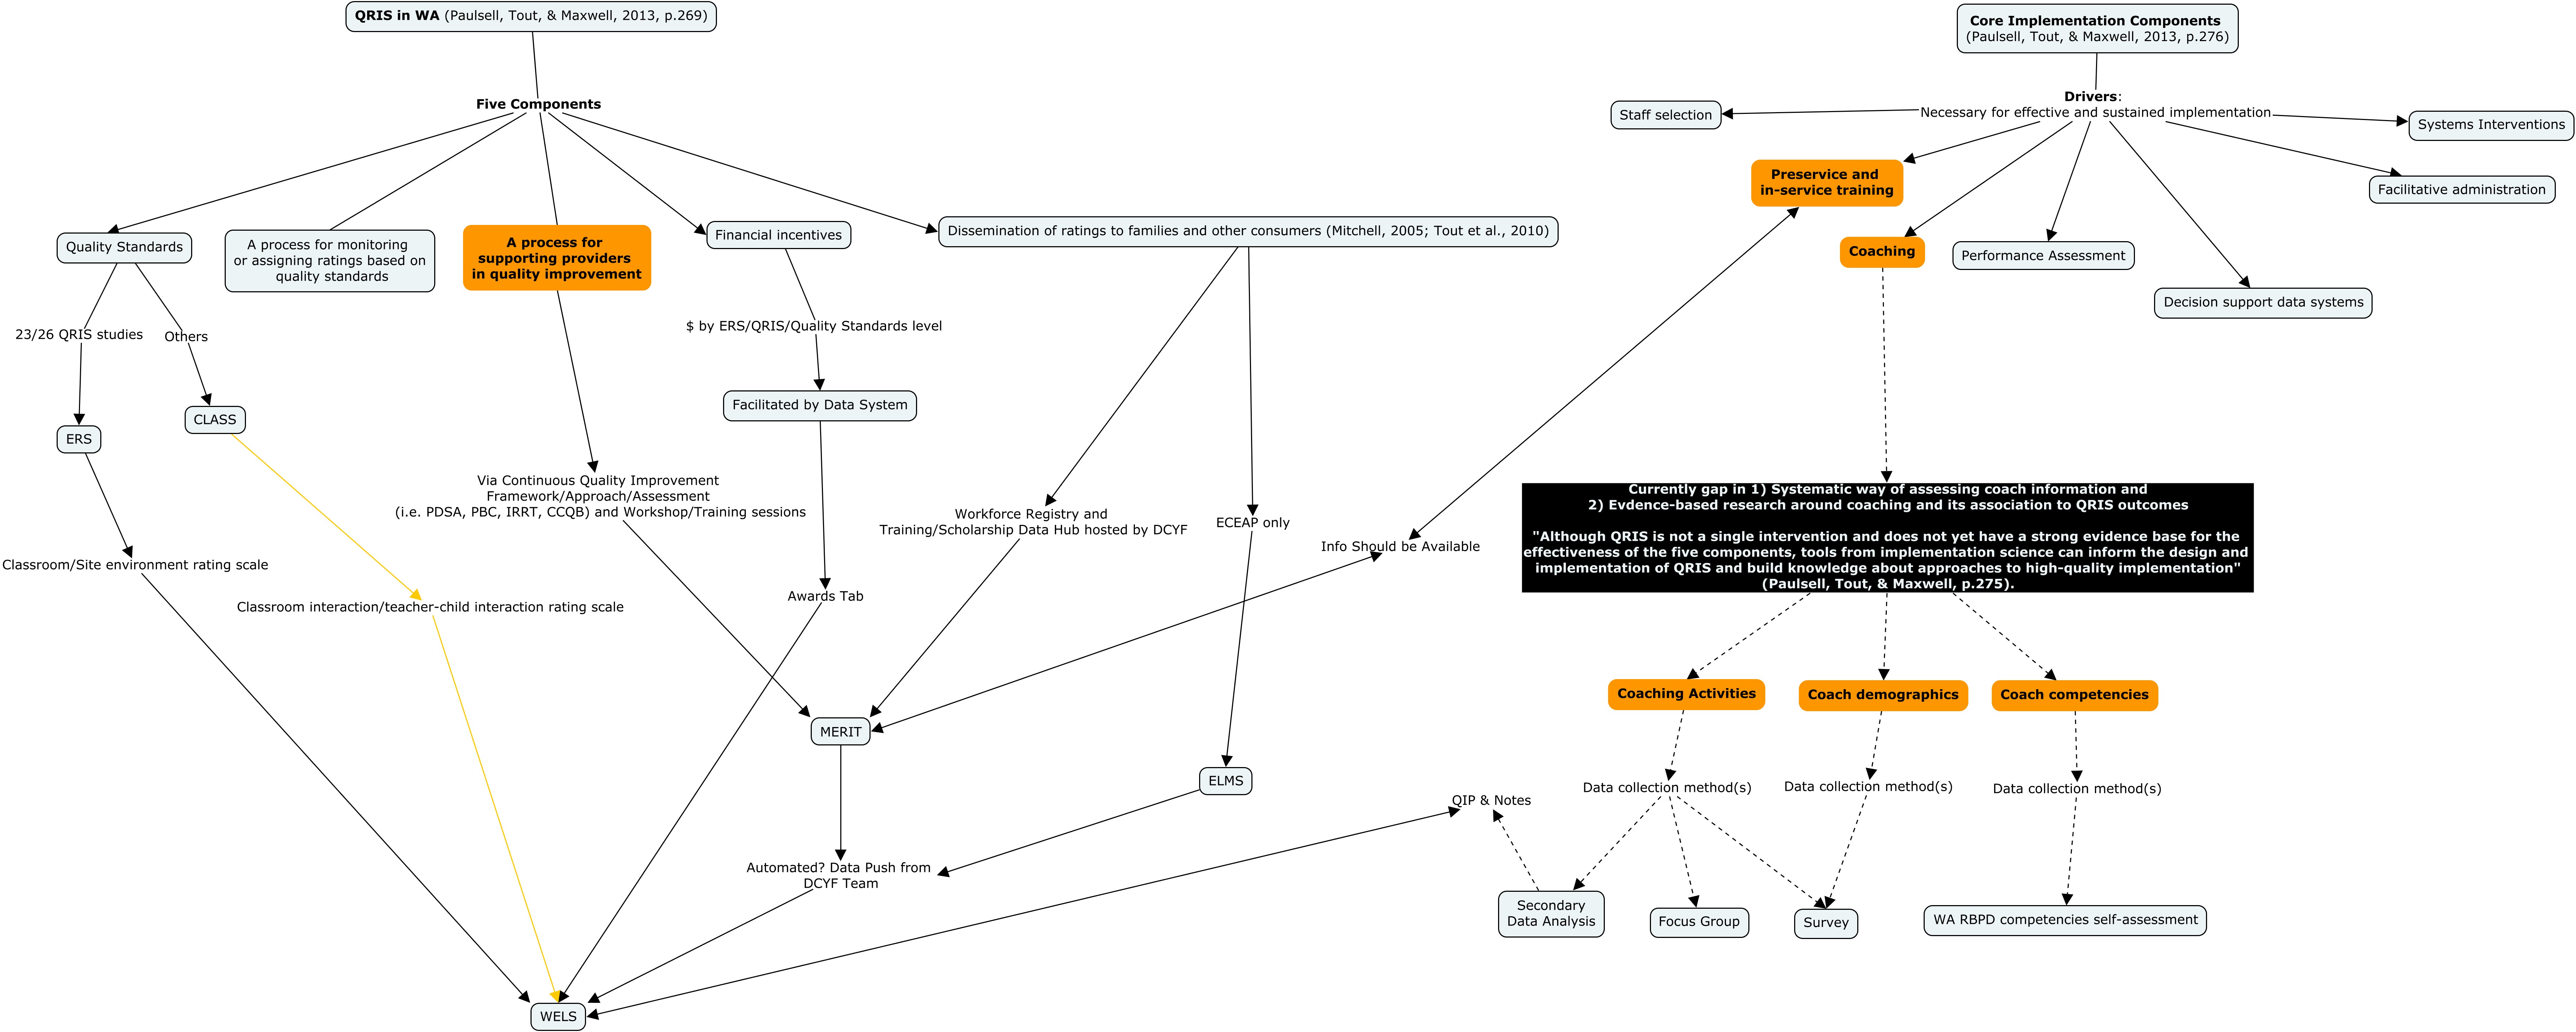 QRIS in WA (Paulsell, Tout, & Maxwell, 2013, p.269)
Five Components
Quality Standards
A process for monitoring
or assigning ratings based on
quality standards
A process for
supporting providers
in quality improvement
Financial incentives
Dissemination of ratings to families and other consumers (Mitchell, 2005; Tout et al., 2010)
23/26 QRIS studies
Others
$ by ERS/QRIS/Quality Standards level
ERS
CLASS
Facilitated by Data System
Via Continuous Quality Improvement
Framework/Approach/Assessment
(i.e. PDSA, PBC, IRRT, CCQB) and Workshop/Training sessions
Workforce Registry and
Training/Scholarship Data Hub hosted by DCYF
ECEAP only
Info Should be Available
Classroom/Site environment rating scale
Classroom interaction/teacher-child interaction rating scale
Awards Tab
MERIT
ELMS
QIP & Notes
Automated? Data Push from
DCYF Team
WELS
Core Implementation Components
(Paulsell, Tout, & Maxwell, 2013, p.276)
Drivers:
Necessary for effective and sustained implementation
Staff selection
Preservice and
in-service training
Coaching
Performance Assessment
Decision support data systems
Facilitative administration
Systems Interventions
Currently gap in 1) Systematic way of assessing coach information and
2) Evdence-based research around coaching and its association to QRIS outcomes
"Although QRIS is not a single intervention and does not yet have a strong evidence base for the
effectiveness of the five components, tools from implementation science can inform the design and
implementation of QRIS and build knowledge about approaches to high-quality implementation"
(Paulsell, Tout, & Maxwell, p.275).
Coaching Activities
Coach demographics
Coach competencies
Data collection method(s)
Data collection method(s)
Data collection method(s)
Secondary
Data Analysis
Focus Group
Survey
WA RBPD competencies self-assessment